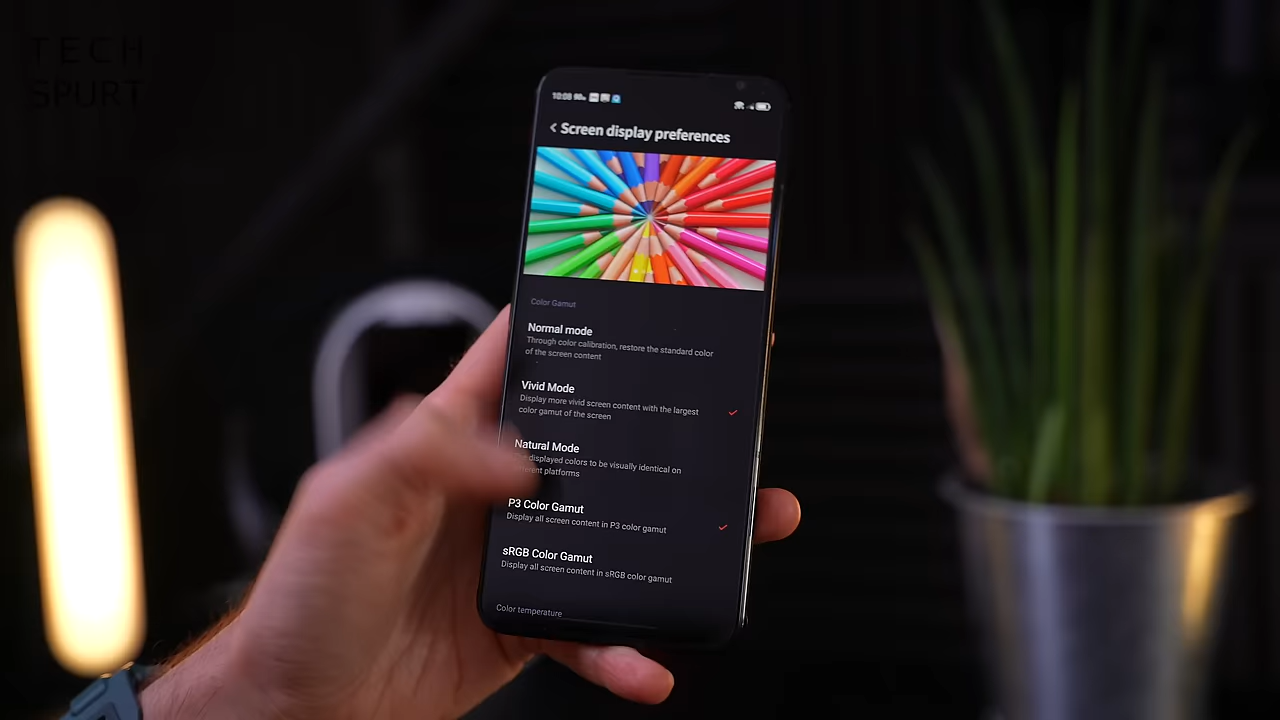 TECH
SPURT
10:08
Screen display preferences
Color Gamut
Normal mode
Through color calibration, restore the standard color
of the screen content
Vivid Mode
Display more vivid screen content with the largest
color gamut of the screen
Natural Mode
displayed colors to be visually identical on
platforms
P3 Color Gamut
Display all screen content in P3 color gamut
sRGB Color Gamut
Display all screen content in sRGB color gamut
Color temperature